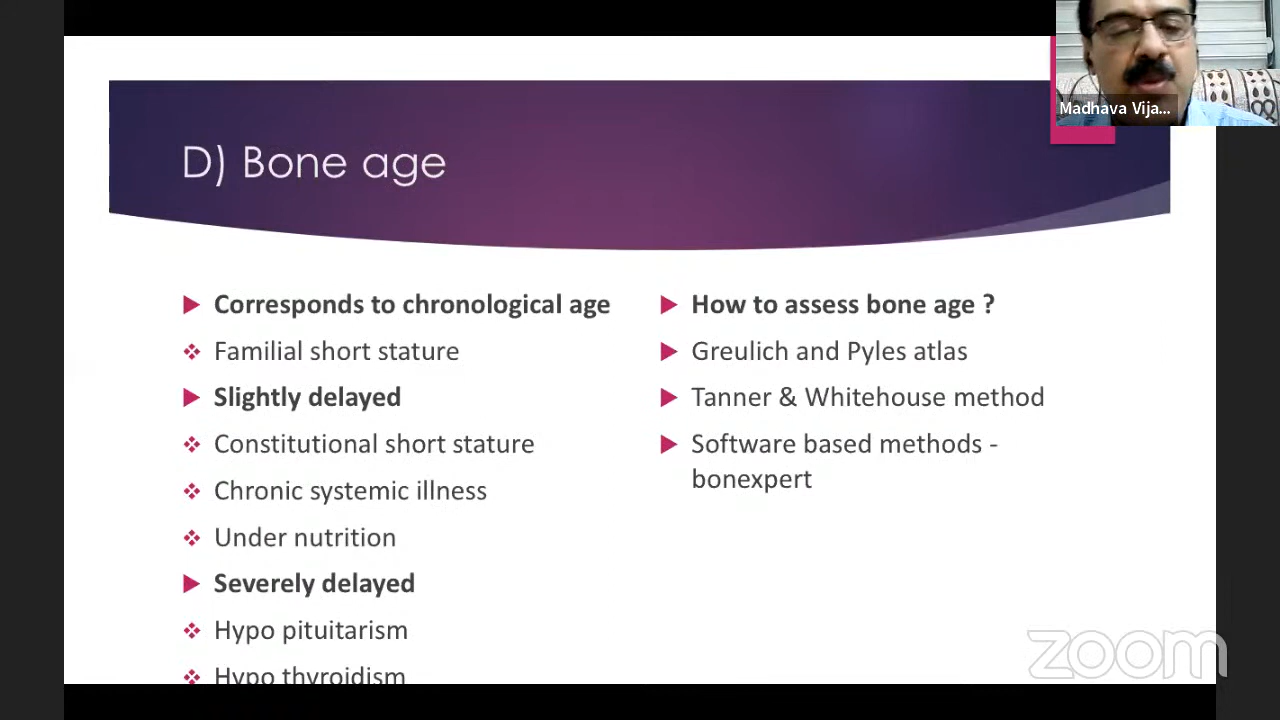 Madhava Vija...
D) Bone age
Corresponds to chronological age
Familial short stature
Slightly delayed
Constitutional short stature
Chronic systemic illness
Under nutrition
Severely delayed
Hypo pituitarism
Hypo thyroidism
How to assess bone age ?
Greulich and Pyles atlas
Tanner & Whitehouse method
Software based methods -
bonexpert
zoom